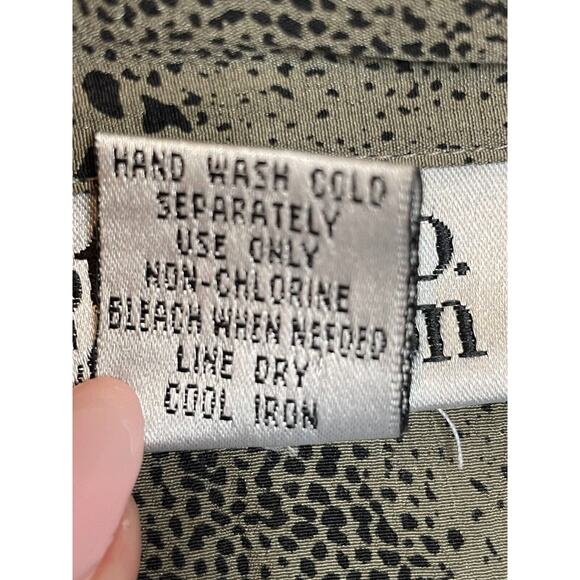 HAND WASH COLD
SEPARATELY
USE ONLY
NON-CHLORINE
BLEACH WHEN NEEDED
LINE DRY
COOL IRON